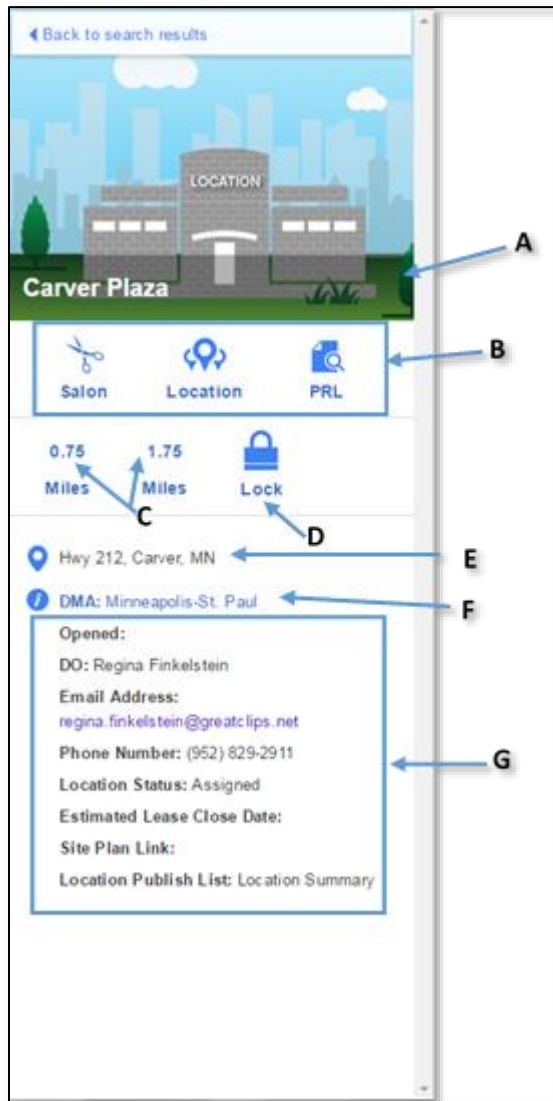 Back to search results
LOCATION
Carver Plaza
A
Salon Location PRL
B
0.75 1.75
Miles Miles Lock
C
D
Hwy 212, Carver, MN
E
DMA: Minneapolis-St. Paul
F
Opened:
DO: Regina Finkelstein
Email Address:
regina.finkelstein@greatclips.net
Phone Number: (952) 829-2911
Location Status: Assigned
Estimated Lease Close Date:
Site Plan Link:
Location Publish List: Location Summary
G